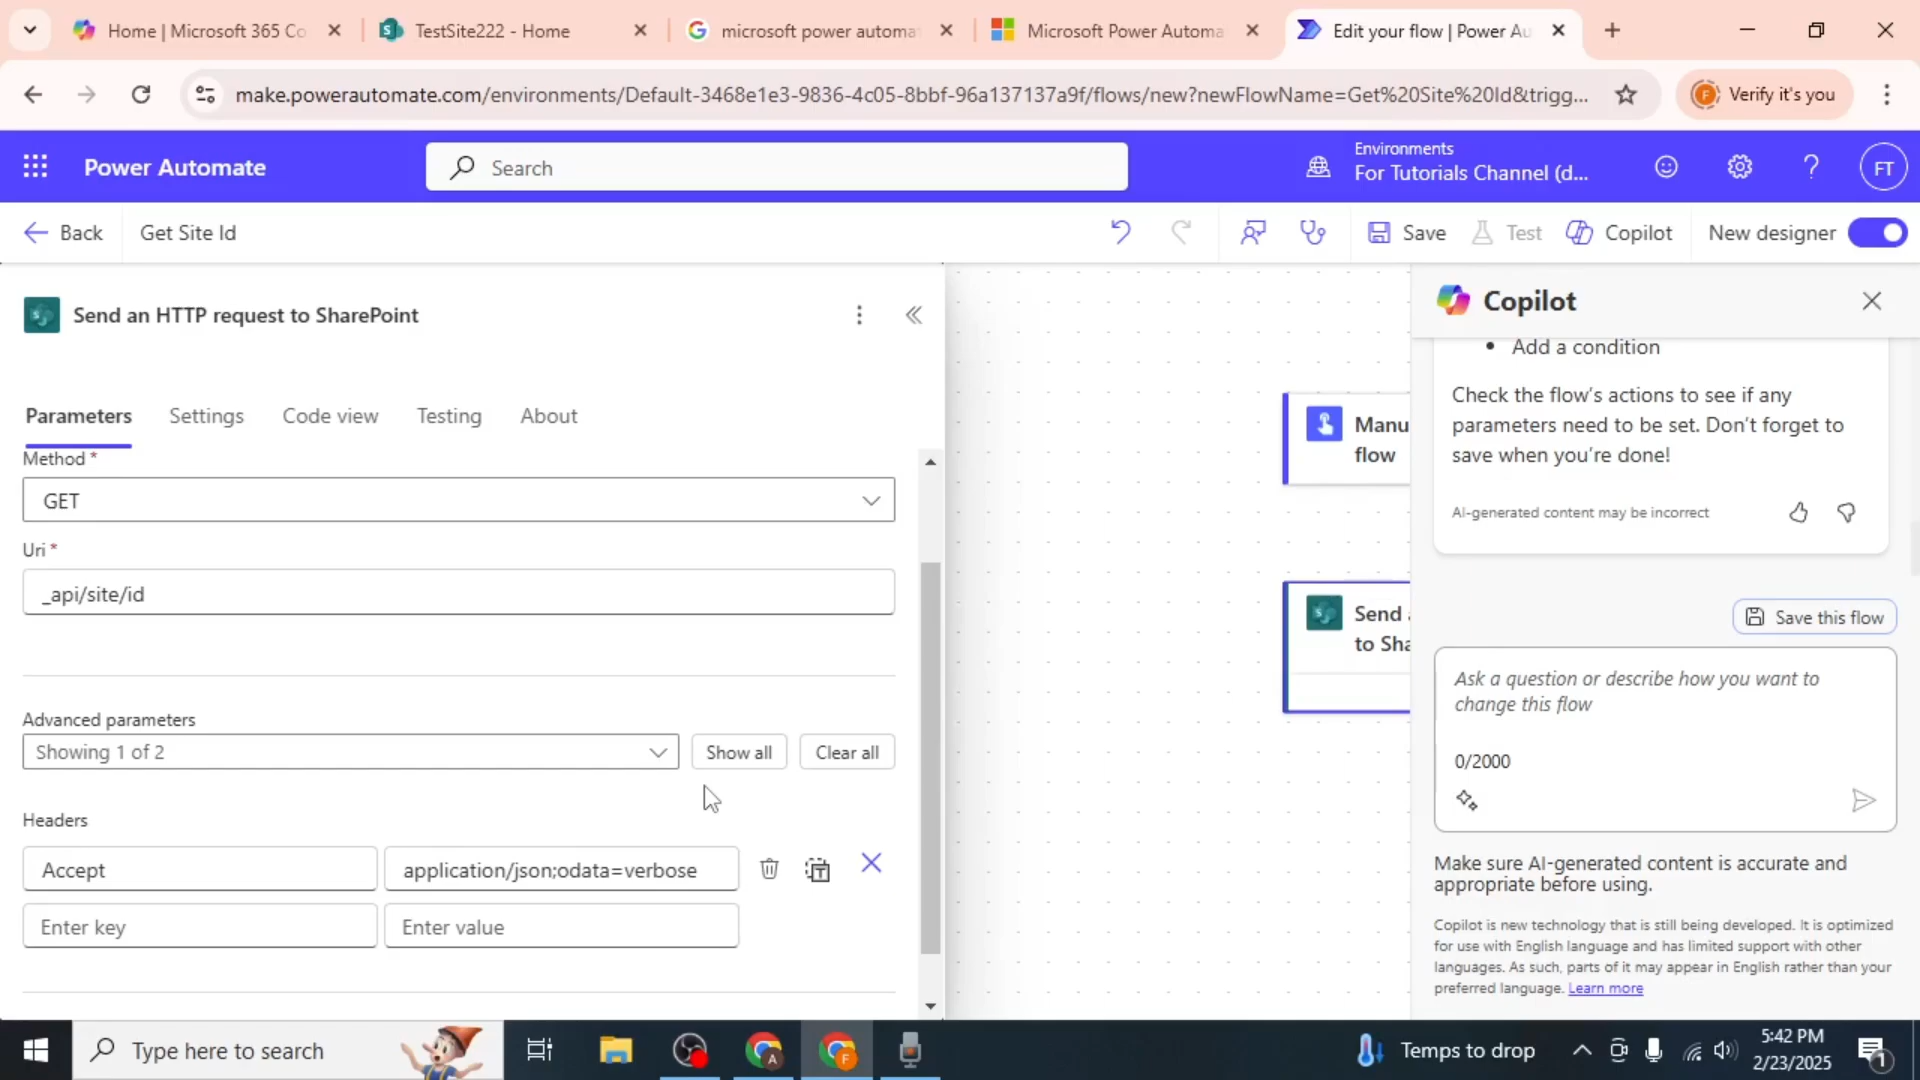 Home | Microsoft 365 Co
TestSite222 - Home
microsoft power automa
Microsoft Power Automa
Edit your flow | Power Au
make.powerautomate.com/environments/Default-3468e1e3-9836-4c05-8bbf-96a137137a9f/flows/new?newFlowName=Get%20Site%20Id&trigg...
Verify it's you
Power Automate
Search
Environments
For Tutorials Channel (d...
FT
Back
Get Site Id
Save
Test
Copilot
New designer
Send an HTTP request to SharePoint
Parameters
Settings
Code view
Testing
About
Method *
GET
Uri *
_api/site/id
Advanced parameters
Showing 1 of 2
Show all
Clear all
Headers
Accept
application/json;odata=verbose
Enter key
Enter value
Manu
flow
Send a
to Sha
Copilot
• Add a condition
Check the flow's actions to see if any
parameters need to be set. Don't forget to
save when you're done!
AI-generated content may be incorrect
Save this flow
Ask a question or describe how you want to
change this flow
0/2000
Make sure AI-generated content is accurate and
appropriate before using.
Copilot is new technology that is still being developed. It is optimized
for use with English language and has limited support with other
languages. As such, parts of it may appear in English rather than your
preferred language. Learn more
Type here to search
Temps to drop
5:42 PM
2/23/2025
1